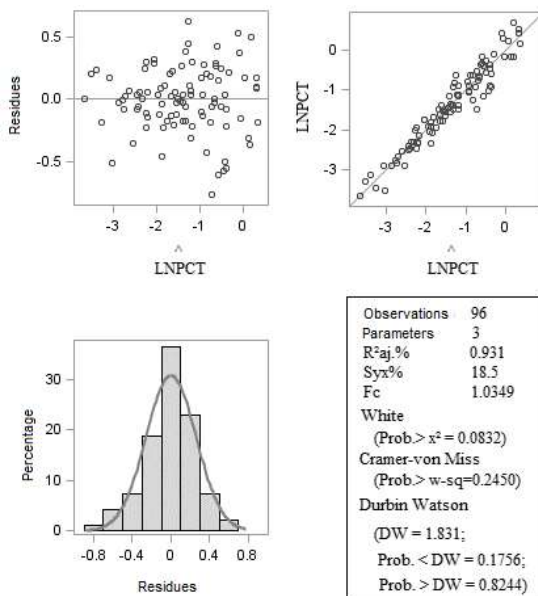 0.5
0.0
-0.5
Residues
-3 -2 -1 0
^
LNPCT
0
-1
-2
-3
LNPCT
-3 -2 -1 0
^
LNPCT
30
20
10
0
Percentage
-0.8 -0.4 0 0.4 0.8
Residues
Observations 96
Parameters 3
R²aj.% 0.931
Syx% 18.5
Fc 1.0349
White
(Prob.> x² = 0.0832)
Cramer-von Miss
(Prob.> w-sq=0.2450)
Durbin Watson
(DW = 1.831;
Prob. < DW = 0.1756;
Prob. > DW = 0.8244)